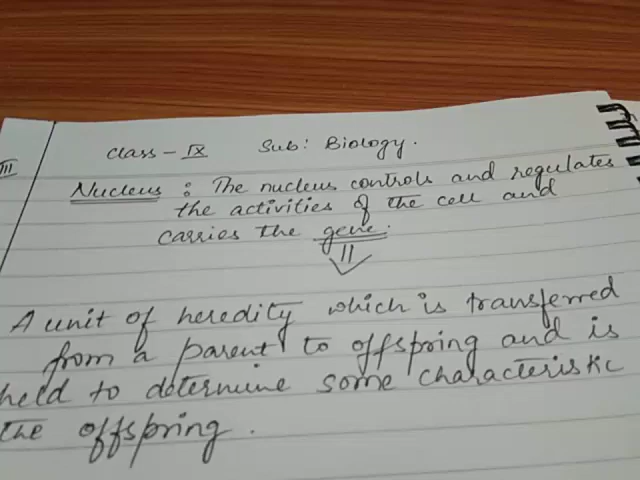 III
Class - IX Sub: Biology.
Nucleus : The nucleus controls and regulates
the activities of the cell and
carries the gene.
A unit of heredity which is transferred
from a parent to offspring and is
held to determine some characteristic
the offspring.